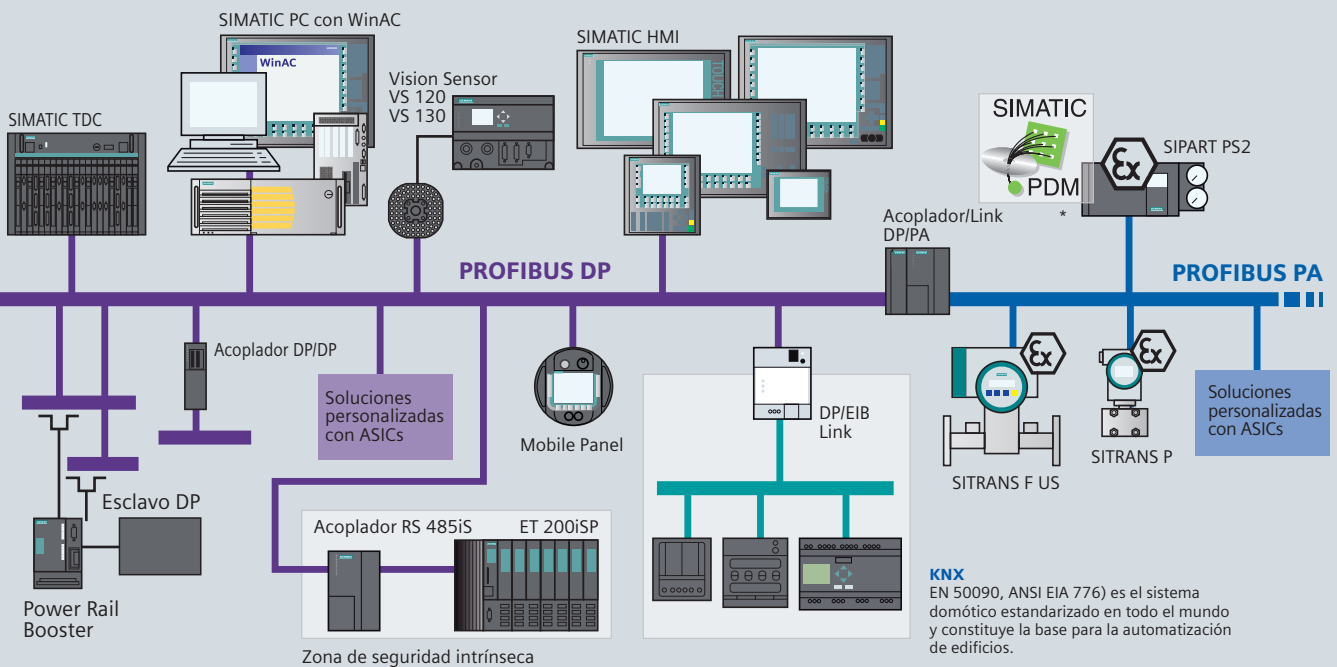 SIMATIC PC con WinAC
SIMATIC HMI
WinAC
Vision Sensor
VS 120
VS 130
TOUCH
SIMATIC TDC
SIMATIC
PDM
*
Ex
SIPART PS2
Acoplador/Link
DP/PA
PROFIBUS DP
PROFIBUS PA
Acoplador DP/DP
Soluciones
personalizadas
con ASICs
Mobile Panel
DP/EIB
Link
Ex
SITRANS F US
Ex
SITRANS P
Soluciones
personalizadas
con ASICs
Esclavo DP
Power Rail
Booster
Acoplador RS 485iS
ET 200iSP
Zona de seguridad intrínseca
KNX
EN 50090, ANSI EIA 776) es el sistema
domótico estandarizado en todo el mundo
y constituye la base para la automatización
de edificios.